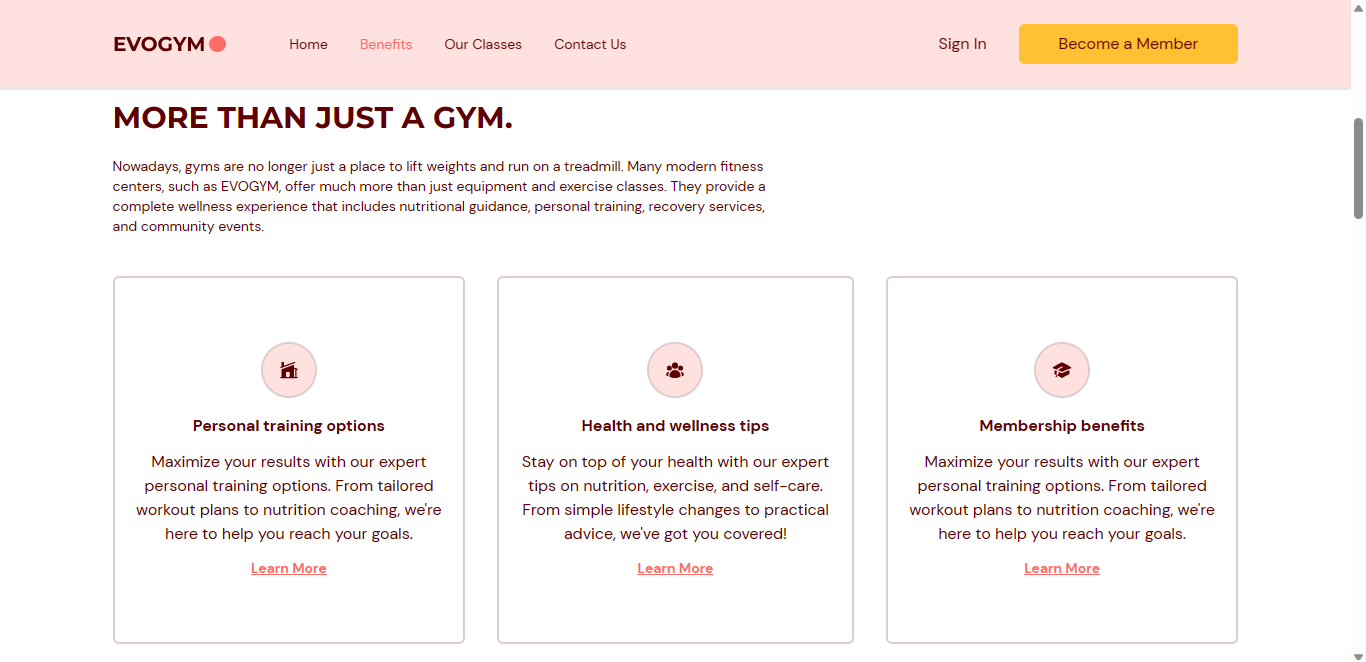 EVOGYM
Home
Benefits
Our Classes
Contact Us
Sign In
Become a Member
MORE THAN JUST A GYM.
Nowadays, gyms are no longer just a place to lift weights and run on a treadmill. Many modern fitness
centers, such as EVOGYM, offer much more than just equipment and exercise classes. They provide a
complete wellness experience that includes nutritional guidance, personal training, recovery services,
and community events.
Personal training options
Maximize your results with our expert
personal training options. From tailored
workout plans to nutrition coaching, we're
here to help you reach your goals.
Learn More
Health and wellness tips
Stay on top of your health with our expert
tips on nutrition, exercise, and self-care.
From simple lifestyle changes to practical
advice, we've got you covered!
Learn More
Membership benefits
Maximize your results with our expert
personal training options. From tailored
workout plans to nutrition coaching, we're
here to help you reach your goals.
Learn More